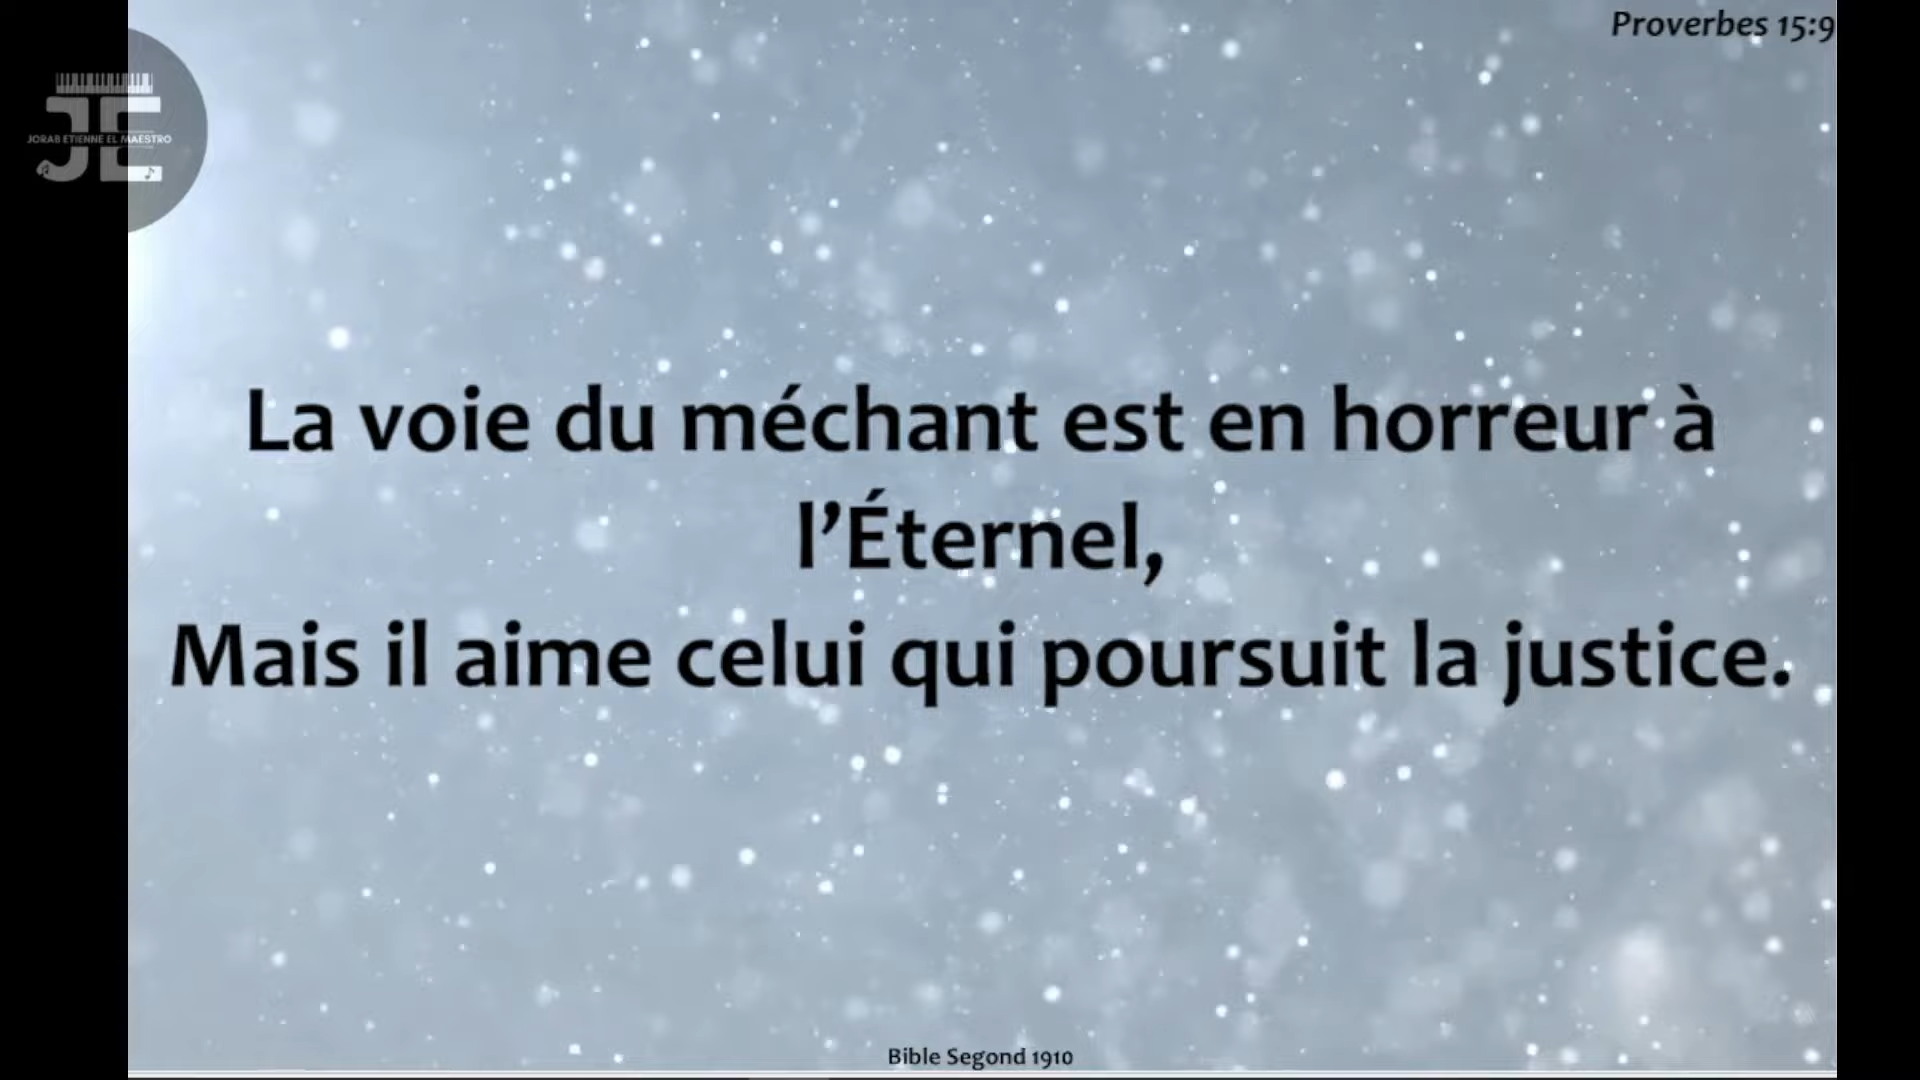 Proverbes 15:9
JE
JORAB ETIENNE EL MAESTRO
La voie du méchant est en horreur à
l’Éternel,
Mais il aime celui qui poursuit la justice.
Bible Segond 1910